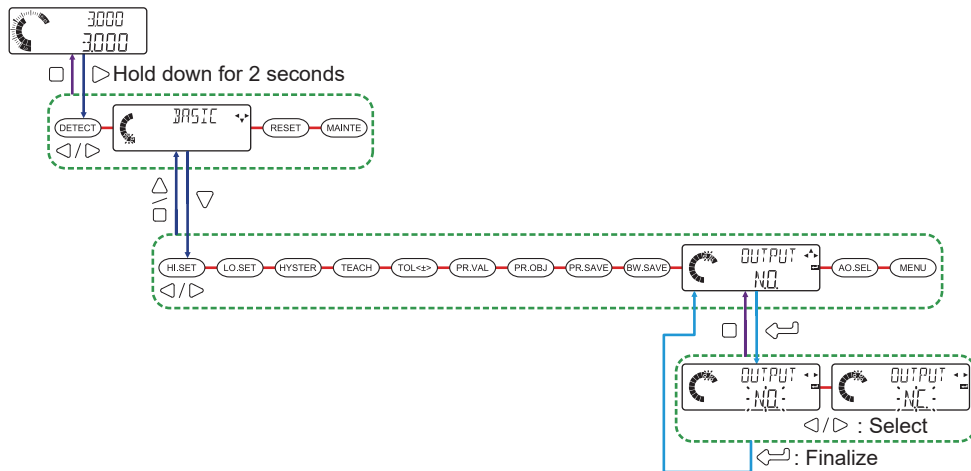 3.000
3.000
Hold down for 2 seconds
DETECT BASIC RESET MAINTE
/
HI.SET LO.SET HYSTER TEACH TOL<±> PR.VAL PR.OBJ PR.SAVE BW.SAVE OUTPUT N.O. AO.SEL MENU
/
OUTPUT OUTPUT
N.O. N.C.
/ : Select
: Finalize